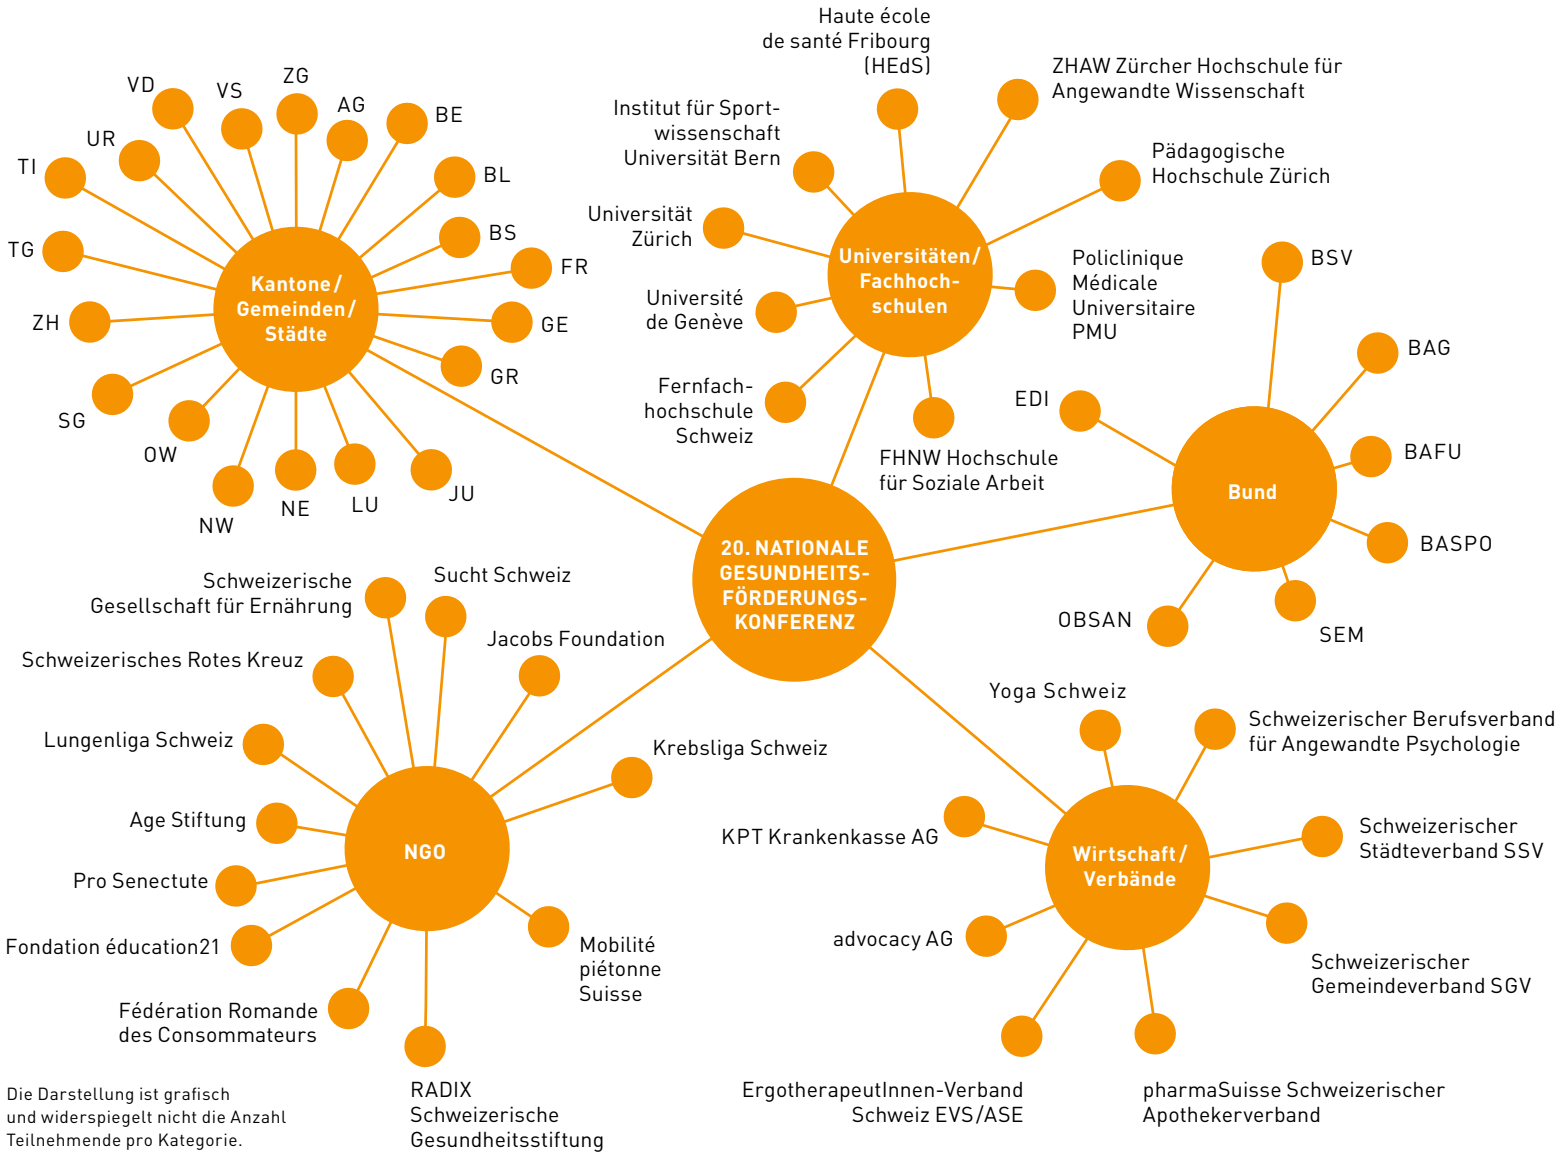 VD
VS
ZG
AG
BE
UR
TI
BL
TG
BS
FR
ZH
GE
GR
SG
OW
NW
NE
LU
JU
Kantone/
Gemeinden/
Städte
Haute école
de santé Fribourg
(HEdS)
ZHAW Zürcher Hochschule für
Angewandte Wissenschaft
Institut für Sport-
wissenschaft
Universität Bern
Pädagogische
Hochschule Zürich
Universität
Zürich
Universitäten/
Fachhoch-
schulen
Policlinique
Médicale
Universitaire
PMU
Université
de Genève
Fernfach-
hochschule
Schweiz
FHNW Hochschule
für Soziale Arbeit
BSV
BAG
EDI
BAFU
Bund
BASPO
OBSAN
SEM
20. NATIONALE
GESUNDHEITS-
FÖRDERUNGS-
KONFERENZ
Schweizerische
Gesellschaft für Ernährung
Sucht Schweiz
Jacobs Foundation
Schweizerisches Rotes Kreuz
Lungenliga Schweiz
Krebsliga Schweiz
Age Stiftung
NGO
Pro Senectute
Fondation éducation21
Mobilité
piétonne
Suisse
Fédération Romande
des Consommateurs
RADIX
Schweizerische
Gesundheitsstiftung
Yoga Schweiz
Schweizerischer Berufsverband
für Angewandte Psychologie
KPT Krankenkasse AG
Wirtschaft/
Verbände
Schweizerischer
Städteverband SSV
advocacy AG
Schweizerischer
Gemeindeverband SGV
ErgotherapeutInnen-Verband
Schweiz EVS/ASE
pharmaSuisse Schweizerischer
Apothekerverband
Die Darstellung ist grafisch
und widerspiegelt nicht die Anzahl
Teilnehmende pro Kategorie.